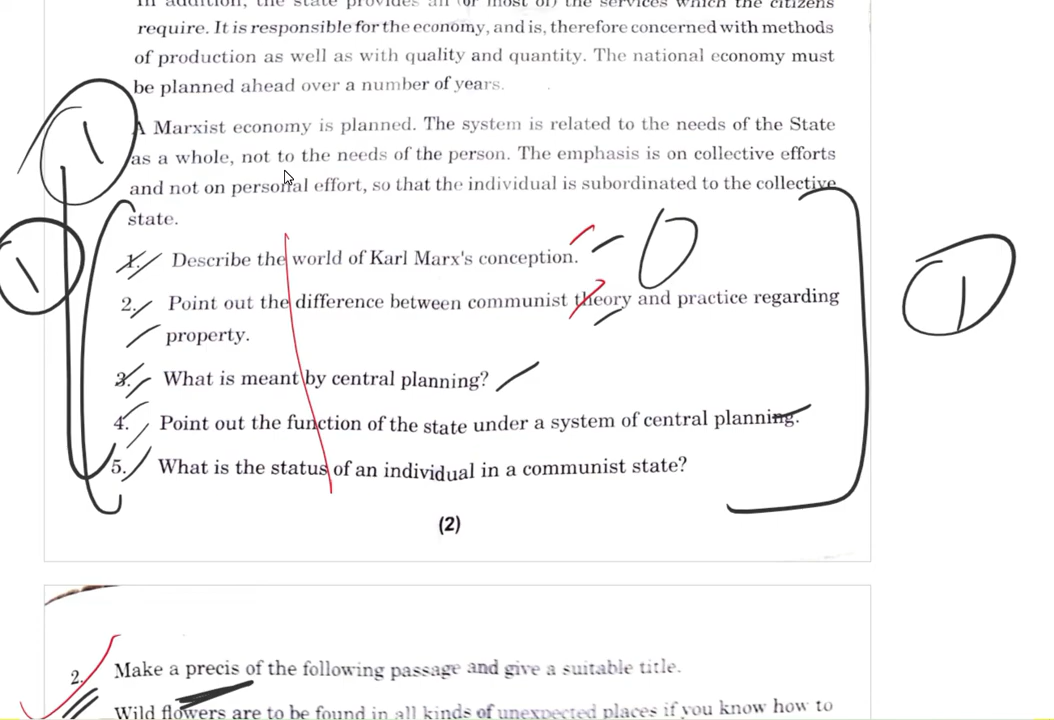 In addition, the state provides all (or most of) the services which the citizens
require. It is responsible for the economy, and is, therefore concerned with methods
of production as well as with quality and quantity. The national economy must
be planned ahead over a number of years.
A Marxist economy is planned. The system is related to the needs of the State
as a whole, not to the needs of the person. The emphasis is on collective efforts
and not on personal effort, so that the individual is subordinated to the collective
state.
1. Describe the world of Karl Marx's conception.
2. Point out the difference between communist theory and practice regarding
property.
3. What is meant by central planning?
4. Point out the function of the state under a system of central planning.
5. What is the status of an individual in a communist state?
(2)
2. Make a precis of the following passage and give a suitable title.
Wild flowers are to be found in all kinds of unexpected places if you know how to